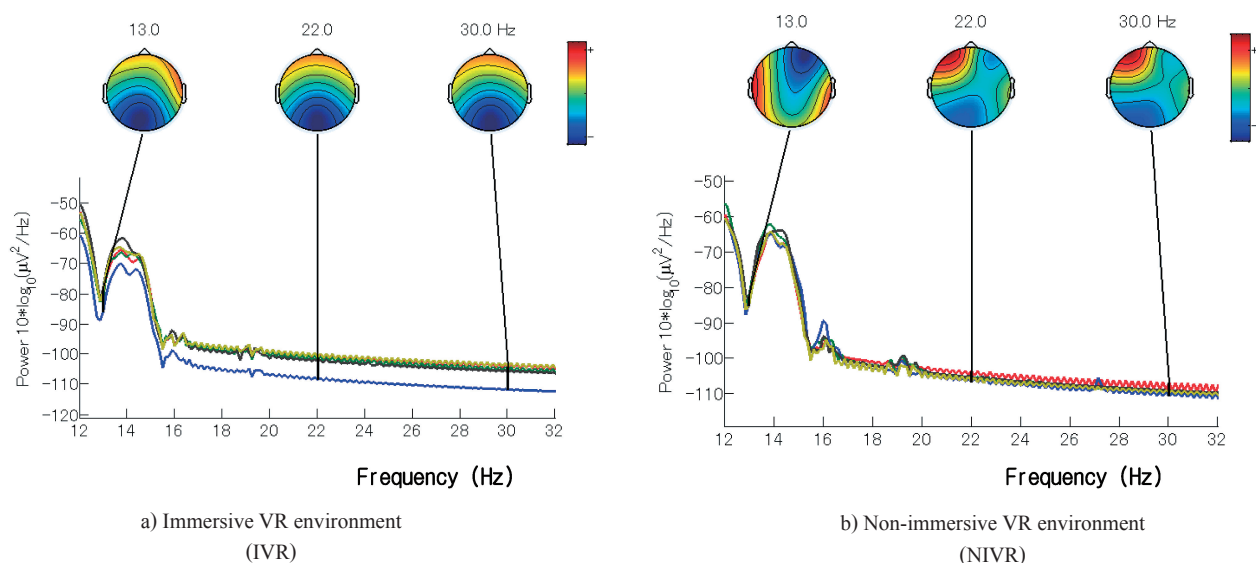 13.0 22.0 30.0 Hz
+
−
Power 10*log10(μV2/Hz)
−50
−60
−70
−80
−90
−100
−110
−120
12 14 16 18 20 22 24 26 28 30 32
Frequency (Hz)
a) Immersive VR environment
(IVR)
13.0 22.0 30.0 Hz
+
−
Power 10*log10(μV2/Hz)
−50
−60
−70
−80
−90
−100
−110
12 14 16 18 20 22 24 26 28 30 32
Frequency (Hz)
b) Non-immersive VR environment
(NIVR)